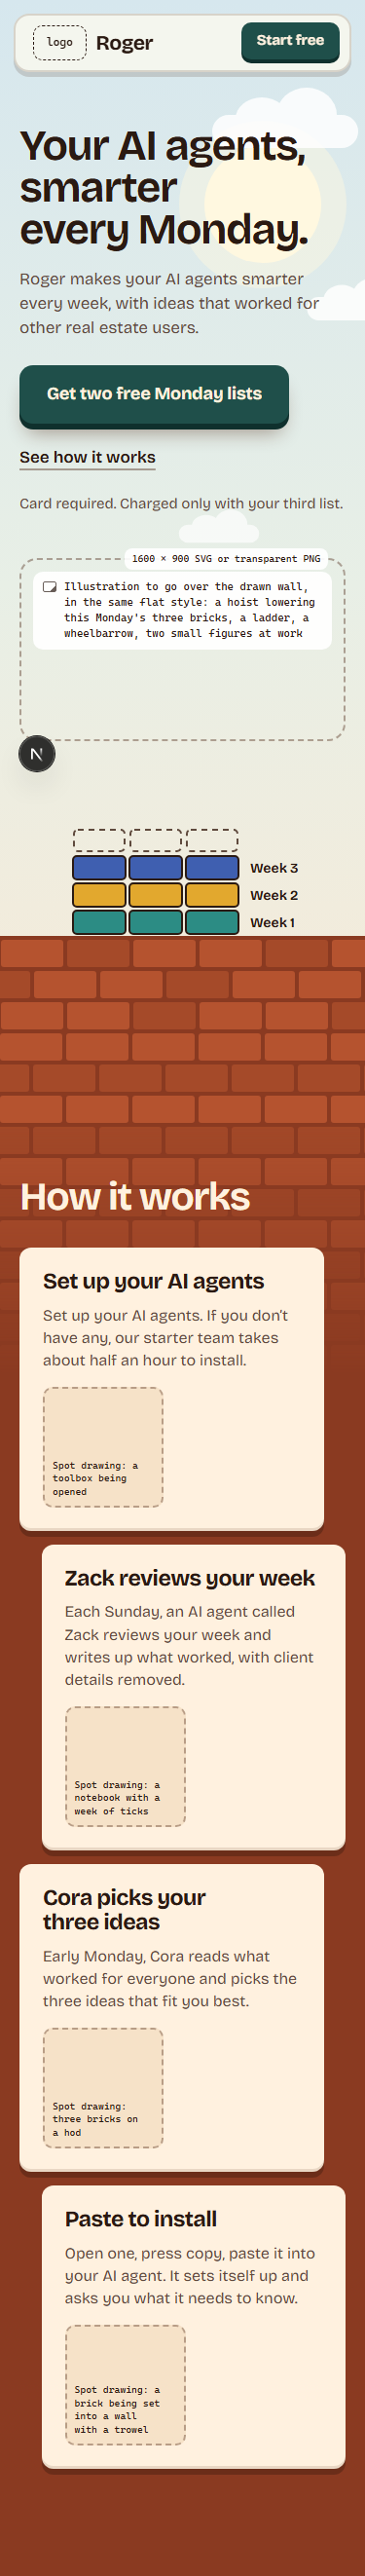 logo
Roger
Start free
Your AI agents,
smarter
every Monday.
Roger makes your AI agents smarter
every week, with ideas that worked for
other real estate users.
Get two free Monday lists
See how it works
Card required. Charged only with your third list.
1600 × 900 SVG or transparent PNG
Illustration to go over the drawn wall,
in the same flat style: a hoist lowering
this Monday's three bricks, a ladder, a
wheelbarrow, two small figures at work
N
Week 3
Week 2
Week 1
How it works
Set up your AI agents
Set up your AI agents. If you don't
have any, our starter team takes
about half an hour to install.
Spot drawing: a
toolbox being
opened
Zack reviews your week
Each Sunday, an AI agent called
Zack reviews your week and
writes up what worked, with client
details removed.
Spot drawing: a
notebook with a
week of ticks
Cora picks your
three ideas
Early Monday, Cora reads what
worked for everyone and picks the
three ideas that fit you best.
Spot drawing:
three bricks on
a hod
Paste to install
Open one, press copy, paste it into
your AI agent. It sets itself up and
asks you what it needs to know.
Spot drawing: a
brick being set
into a wall
with a trowel